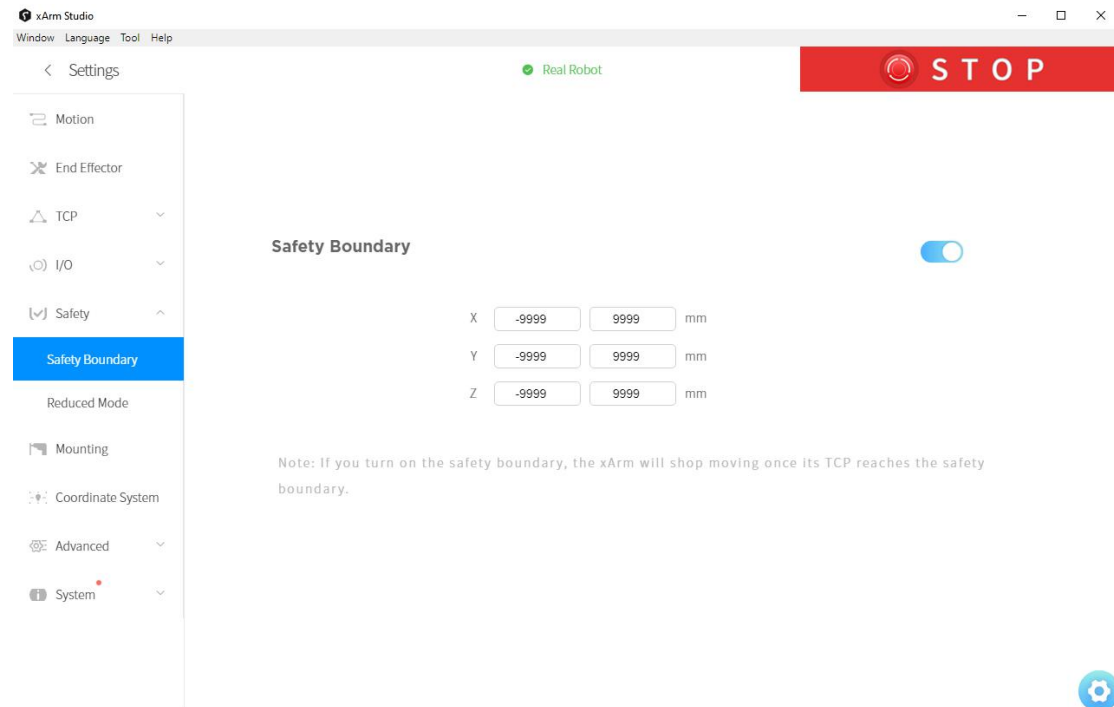 xArm Studio
Window Language Tool Help
Settings
Real Robot
STOP
Motion
End Effector
TCP
I/O
Safety
Safety Boundary
Reduced Mode
Mounting
Coordinate System
Advanced
System
Safety Boundary
X -9999 9999 mm
Y -9999 9999 mm
Z -9999 9999 mm
Note: If you turn on the safety boundary, the xArm will shop moving once its TCP reaches the safety
boundary.